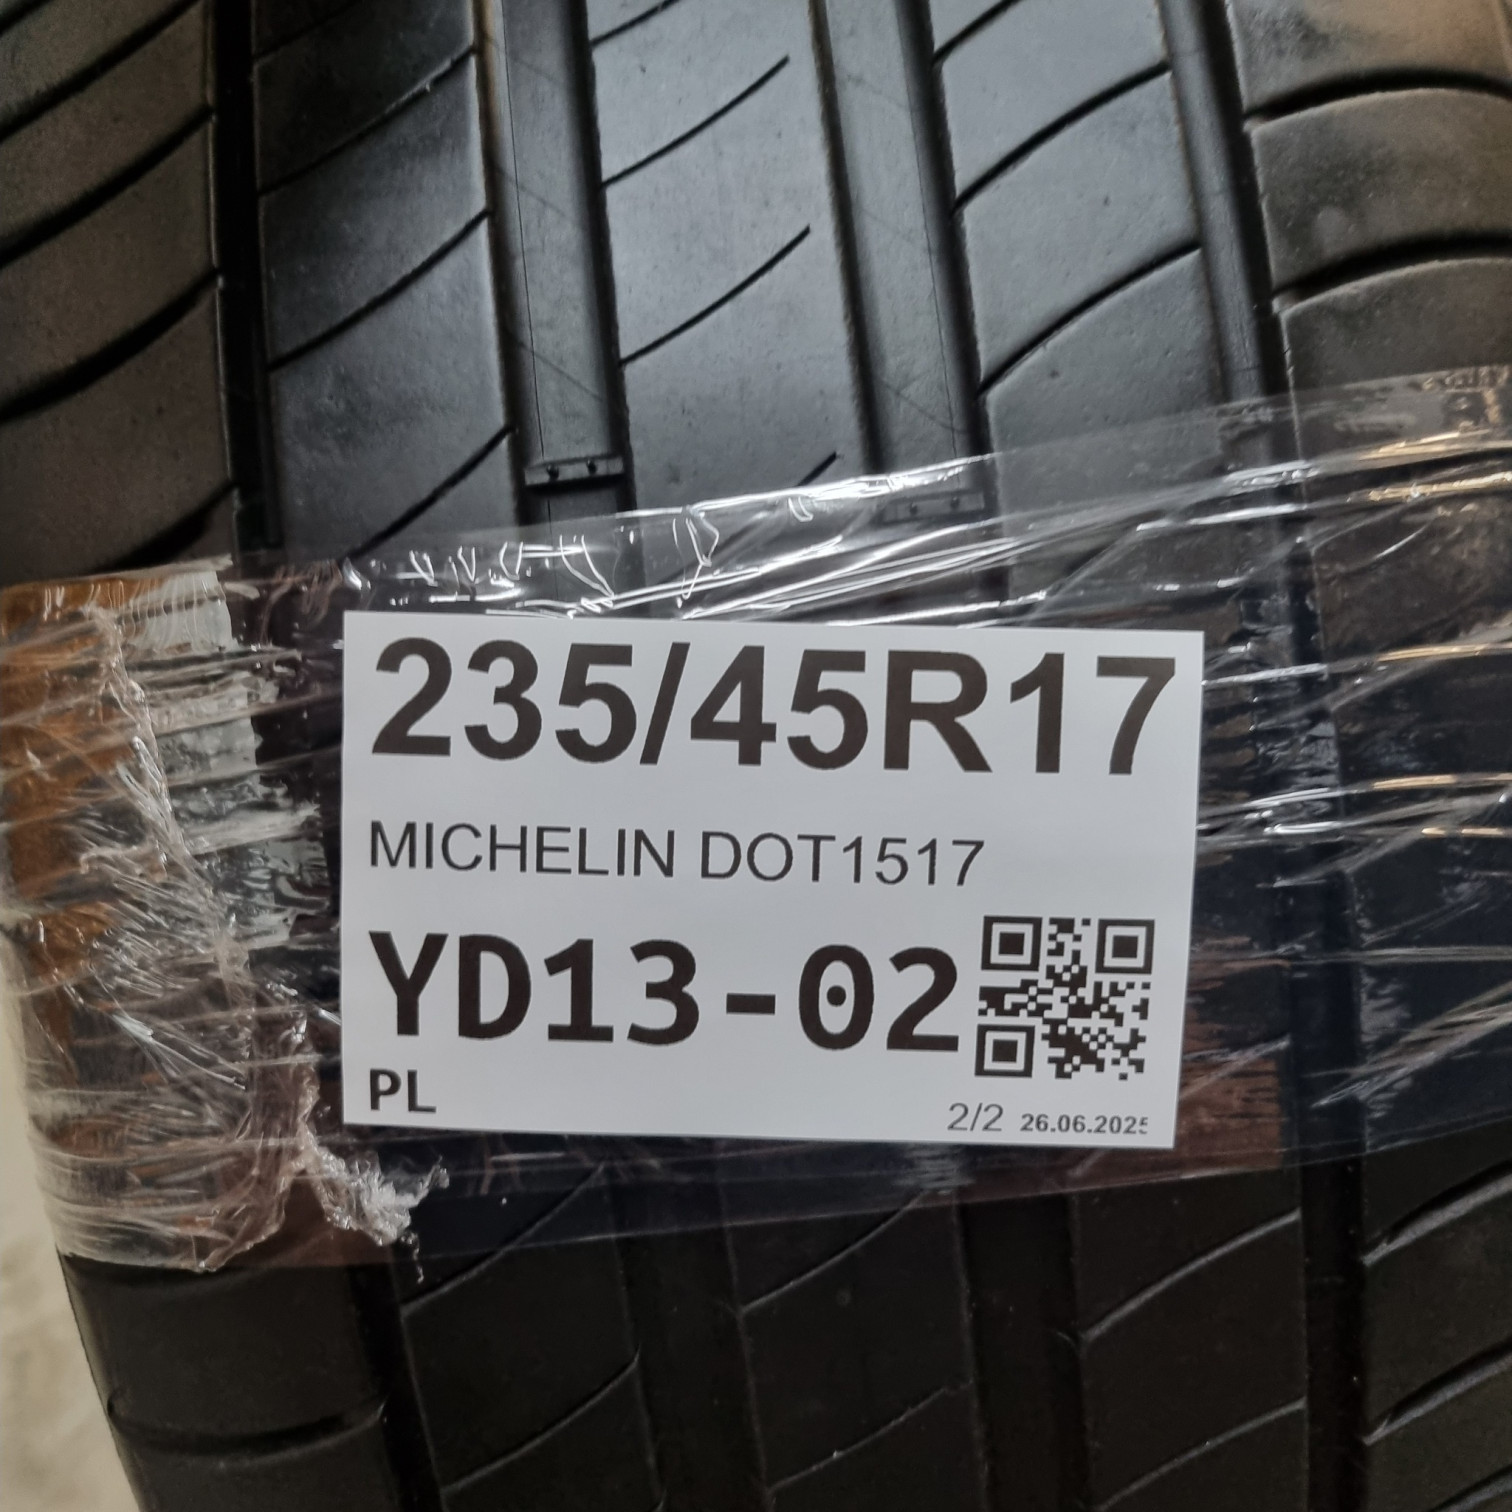 235/45R17
MICHELIN DOT1517
YD13-02
PL
2/2 26.06.2025